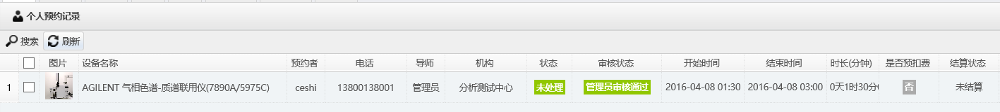 个人预约记录
搜索 刷新
图片 设备名称 预约者 电话 导师 机构 状态 审核状态 开始时间 结束时间 时长(分钟) 是否预扣费 结算状态
1 AGILENT 气相色谱-质谱联用仪(7890A/5975C) ceshi 13800138001 管理员 分析测试中心 未处理 管理员审核通过 2016-04-08 01:30 2016-04-08 03:00 0天1时30分 否 未结算